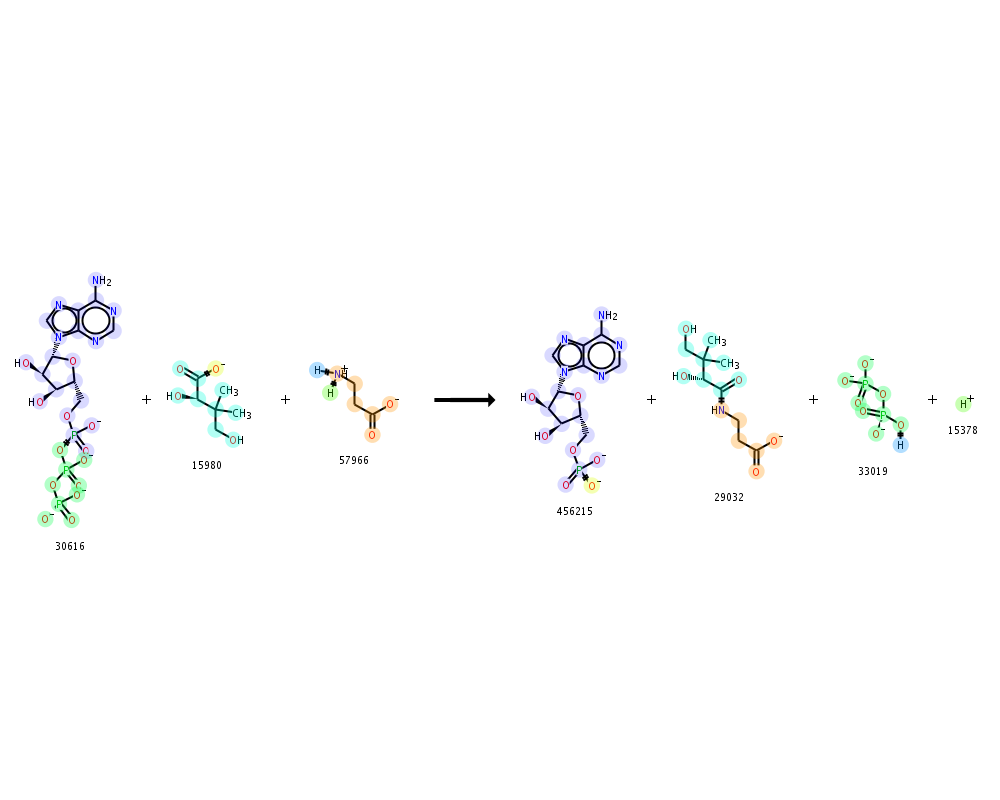 NH2
N
N
N
N
HO
O
HO
O
O-
P
O
O
O-
P
O
O
O-
P
O-
O
30616
+
O
O-
HO
CH3
CH3
OH
15980
+
H
NH+
H
O-
O
57966
NH2
N
N
N
N
HO
O
HO
O
O-
P
O
O-
456215
+
OH
CH3
CH3
HO
O
HN
O-
O
29032
+
O-
O-
P
O
O
O
P
O
O-
H
33019
+
H+
15378